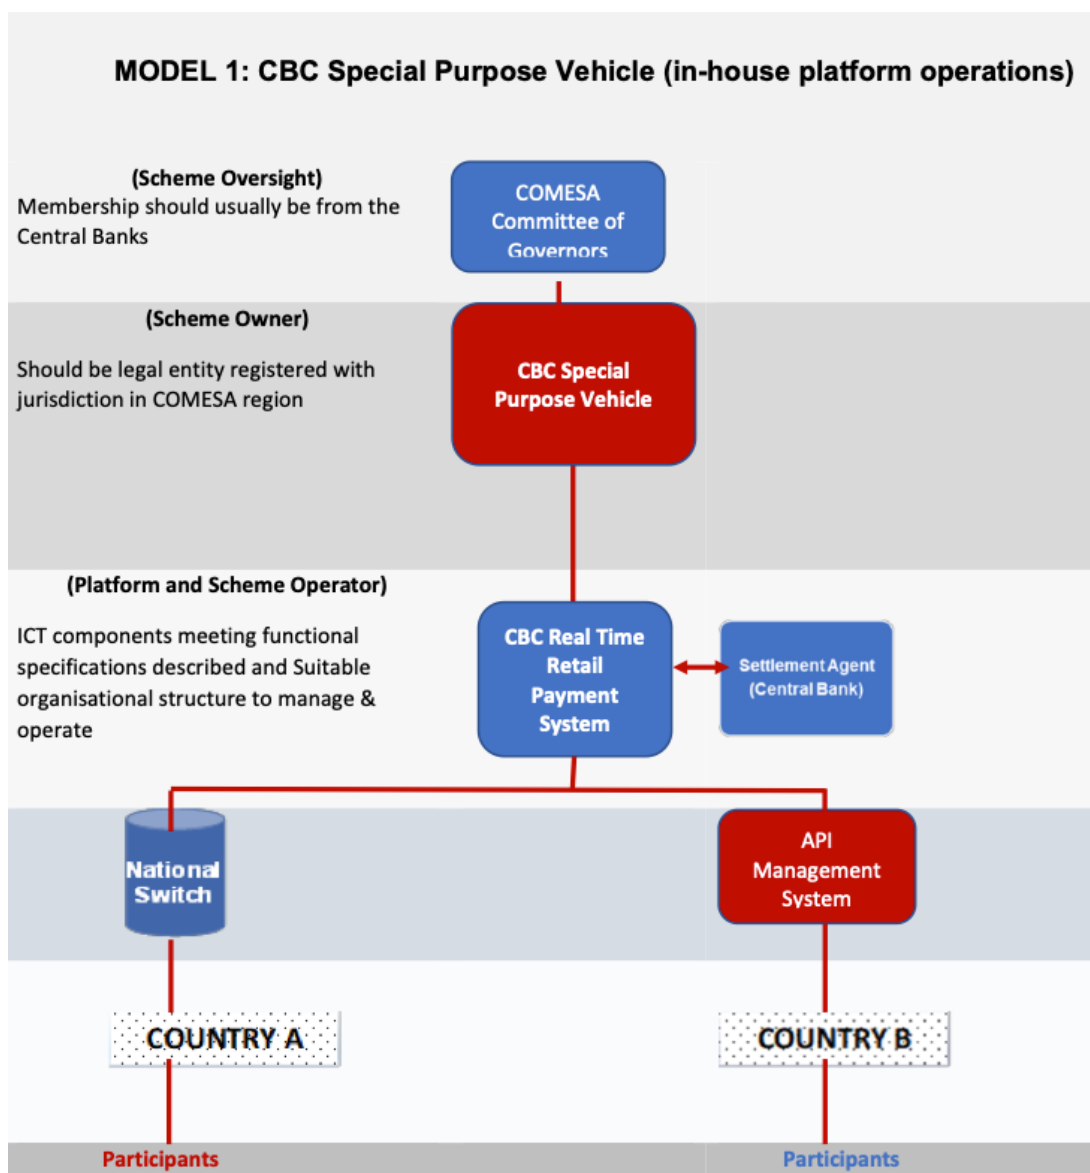 MODEL 1: CBC Special Purpose Vehicle (in-house platform operations)
(Scheme Oversight)
Membership should usually be from the
Central Banks
COMESA
Committee of
Governors
(Scheme Owner)
Should be legal entity registered with
jurisdiction in COMESA region
CBC Special
Purpose Vehicle
(Platform and Scheme Operator)
ICT components meeting functional
specifications described and Suitable
organisational structure to manage &
operate
CBC Real Time
Retail
Payment
System
Settlement Agent
(Central Bank)
National
Switch
API
Management
System
COUNTRY A
COUNTRY B
Participants
Participants